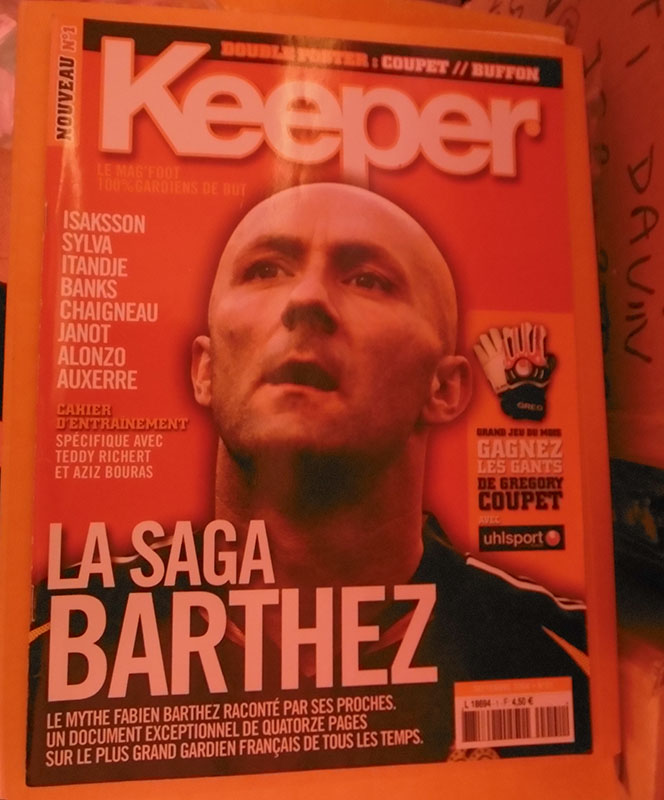 DOUBLE POSTER : COUPET // BUFFON
NOUVEAU N°1
Keeper
LE MAG'FOOT
100% GARDIENS DE BUT
ISAKSSON
SYLVA
ITANDJE
BANKS
CHAIGNEAU
JANOT
ALONZO
AUXERRE
CAHIER
D'ENTRAÎNEMENT
SPÉCIFIQUE AVEC
TEDDY RICHERT
ET AZIZ BOURAS
GREG
GRAND JEU DU MOIS
GAGNEZ
LES GANTS
DE GREGORY
COUPET
AVEC
uhlsport
LA SAGA
BARTHEZ
LE MYTHE FABIEN BARTHEZ RACONTÉ PAR SES PROCHES.
UN DOCUMENT EXCEPTIONNEL DE QUATORZE PAGES
SUR LE PLUS GRAND GARDIEN FRANÇAIS DE TOUS LES TEMPS.
L 18694 - 1 - F: 4,50 €
DAVIIV